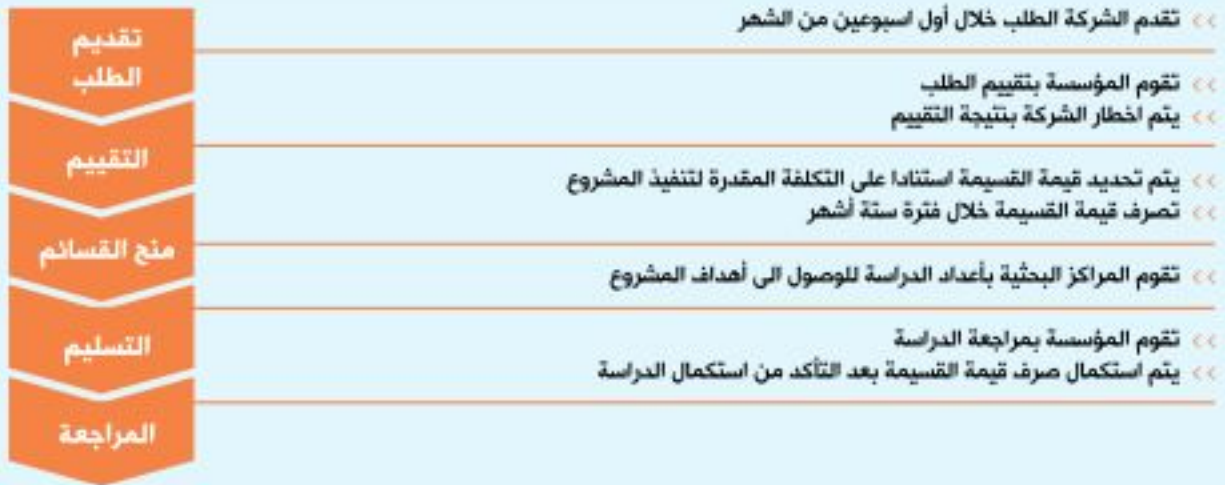 تقديم
الطلب
>> تقدم الشركة الطلب خلال أول اسبوعين من الشهر
التقييم
>> تقوم المؤسسة بتقييم الطلب
>> يتم اخطار الشركة بنتيجة التقييم
منح القسائم
>> يتم تحديد قيمة القسيمة استنادا على التكلفة المقدرة لتنفيذ المشروع
>> تصرف قيمة القسيمة خلال فترة ستة أشهر
التسليم
>> تقوم المراكز البحثية بأعداد الدراسة للوصول الى أهداف المشروع
المراجعة
>> تقوم المؤسسة بمراجعة الدراسة
>> يتم استكمال صرف قيمة القسيمة بعد التأكد من استكمال الدراسة